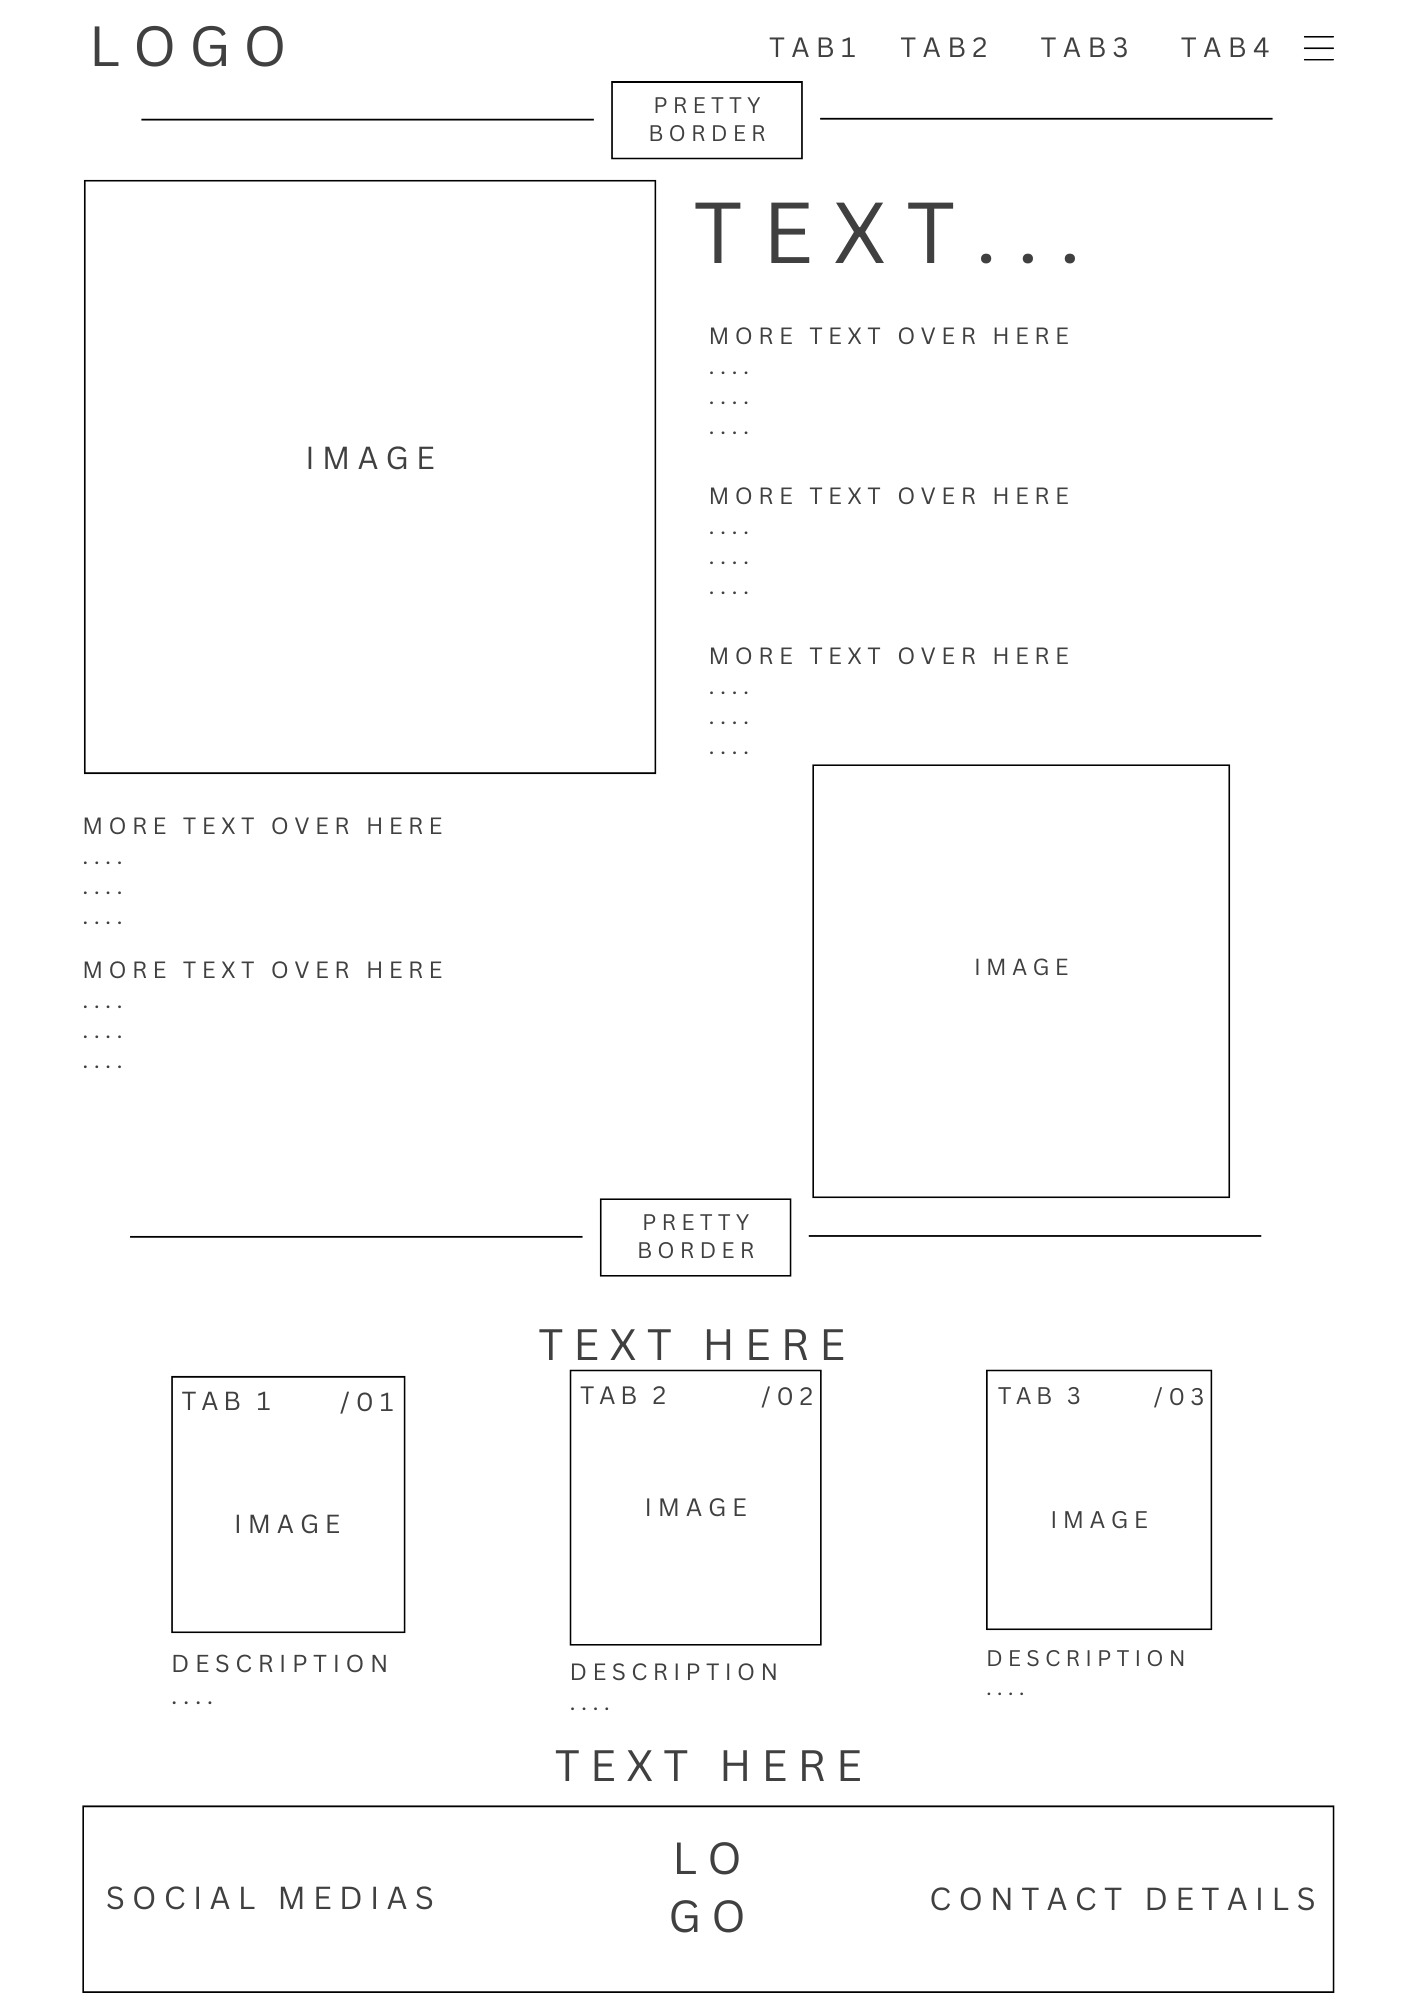 LOGO
TAB1 TAB2 TAB3 TAB4
PRETTY
BORDER
IMAGE
TEXT...
MORE TEXT OVER HERE
....
....
....
MORE TEXT OVER HERE
....
....
....
MORE TEXT OVER HERE
....
....
....
MORE TEXT OVER HERE
....
....
....
MORE TEXT OVER HERE
....
....
....
IMAGE
PRETTY
BORDER
TEXT HERE
TAB 1 /01
IMAGE
DESCRIPTION
....
TAB 2 /02
IMAGE
DESCRIPTION
....
TAB 3 /03
IMAGE
DESCRIPTION
....
TEXT HERE
SOCIAL MEDIAS
LO
GO
CONTACT DETAILS